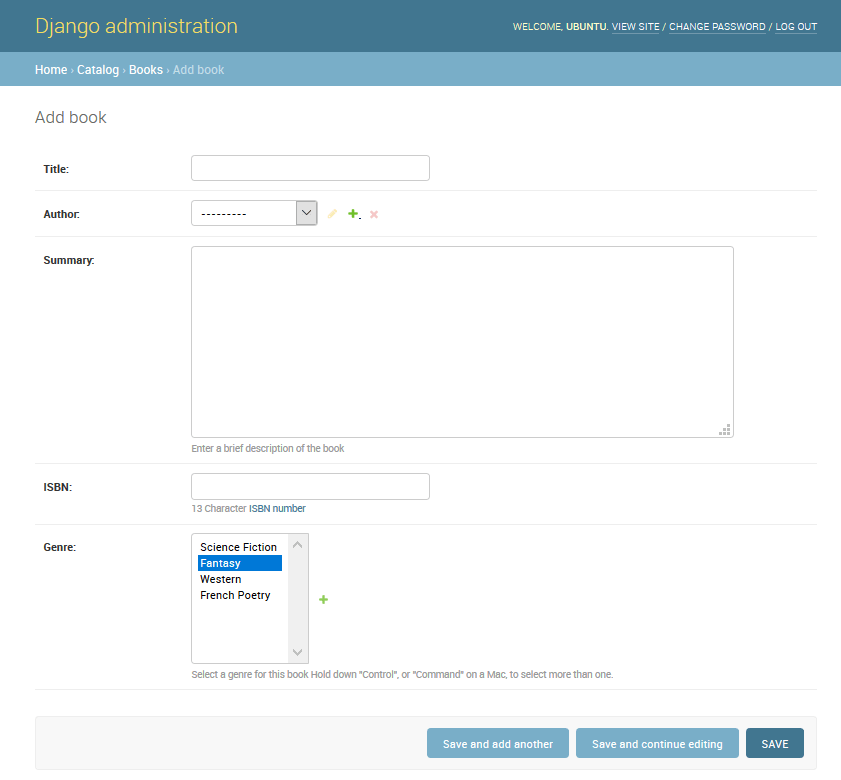 Django administration
WELCOME, UBUNTU. VIEW SITE / CHANGE PASSWORD / LOG OUT
Home › Catalog › Books › Add book
Add book
Title:
Author:
---------
Summary:
Enter a brief description of the book
ISBN:
13 Character ISBN number
Genre:
Science Fiction
Fantasy
Western
French Poetry
Select a genre for this book Hold down "Control", or "Command" on a Mac, to select more than one.
Save and add another
Save and continue editing
SAVE